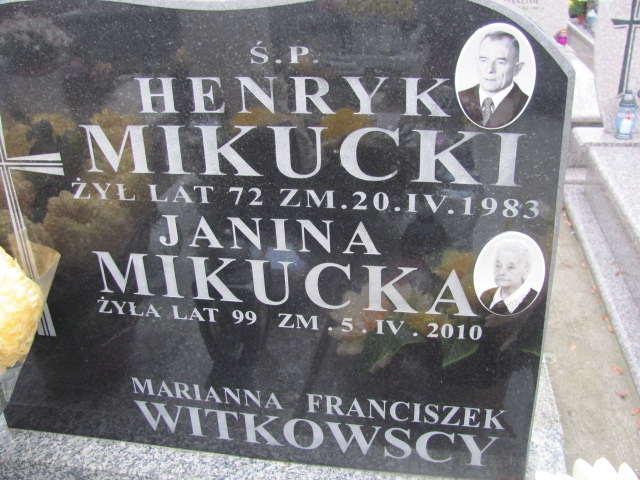 Ś.P.
HENRYK
MIKUCKI
ŻYŁ LAT 72 ZM.20.IV.1983
JANINA
MIKUCKA
ŻYŁA LAT 99 ZM.5.IV.2010
MARIANNA FRANCISZEK
WITKOWSCY